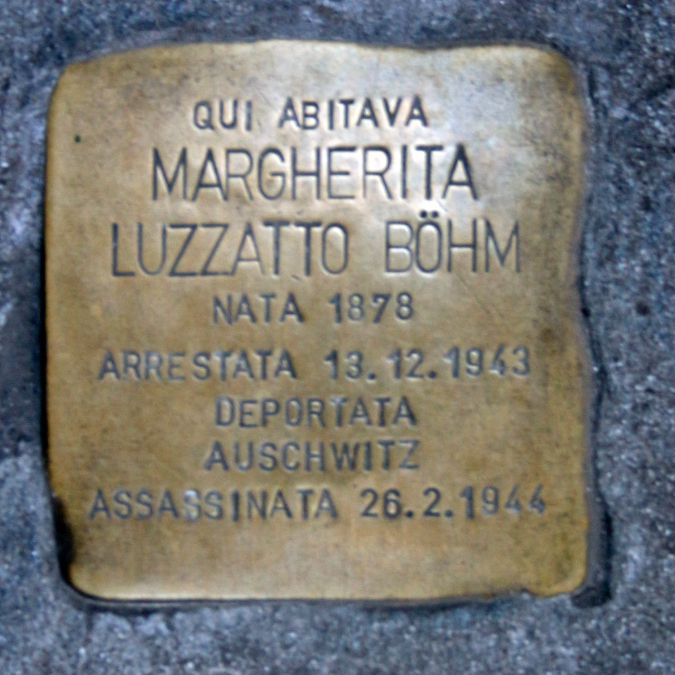 QUI ABITAVA
MARGHERITA
LUZZATTO BÖHM
NATA 1878
ARRESTATA 13.12.1943
DEPORTATA
AUSCHWITZ
ASSASSINATA 26.2.1944